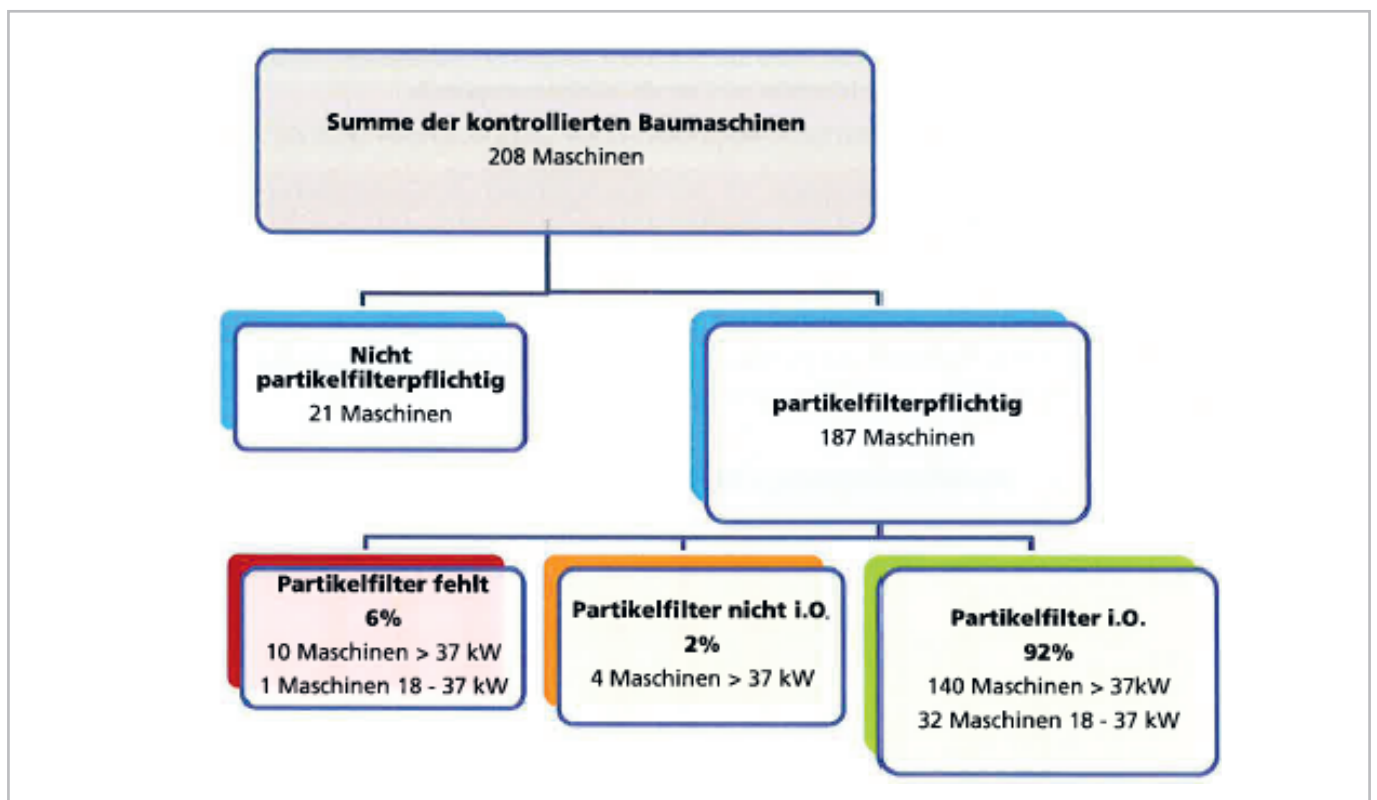 Summe der kontrollierten Baumaschinen
208 Maschinen
Nicht
partikelfilterpflichtig
21 Maschinen
partikelfilterpflichtig
187 Maschinen
Partikelfilter fehlt
6%
10 Maschinen > 37 kW
1 Maschinen 18 - 37 kW
Partikelfilter nicht i.O.
2%
4 Maschinen > 37 kW
Partikelfilter i.O.
92%
140 Maschinen > 37kW
32 Maschinen 18 - 37 kW